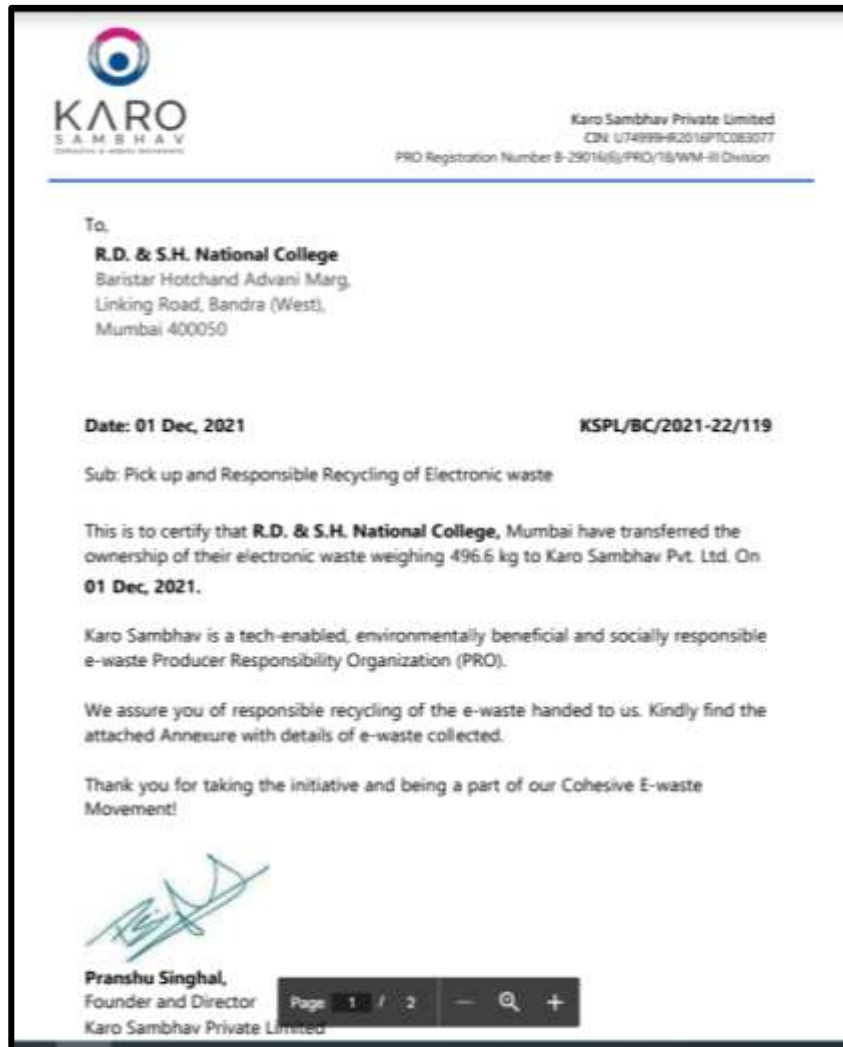 KARO
SAMBHAV
Karo Sambhav Private Limited
CIN: U74999HR2016PTC083077
PRO Registration Number B-29016(6)/PRO/18/WM-III Division
To,
R.D. & S.H. National College
Baristar Hotchand Advani Marg,
Linking Road, Bandra (West),
Mumbai 400050
Date: 01 Dec, 2021 KSPL/BC/2021-22/119
Sub: Pick up and Responsible Recycling of Electronic waste
This is to certify that R.D. & S.H. National College, Mumbai have transferred the
ownership of their electronic waste weighing 496.6 kg to Karo Sambhav Pvt. Ltd. On
01 Dec, 2021.
Karo Sambhav is a tech-enabled, environmentally beneficial and socially responsible
e-waste Producer Responsibility Organization (PRO).
We assure you of responsible recycling of the e-waste handed to us. Kindly find the
attached Annexure with details of e-waste collected.
Thank you for taking the initiative and being a part of our Cohesive E-waste
Movement!
Pranshu Singhal,
Founder and Director
Karo Sambhav Private Limited
Page 1 / 2